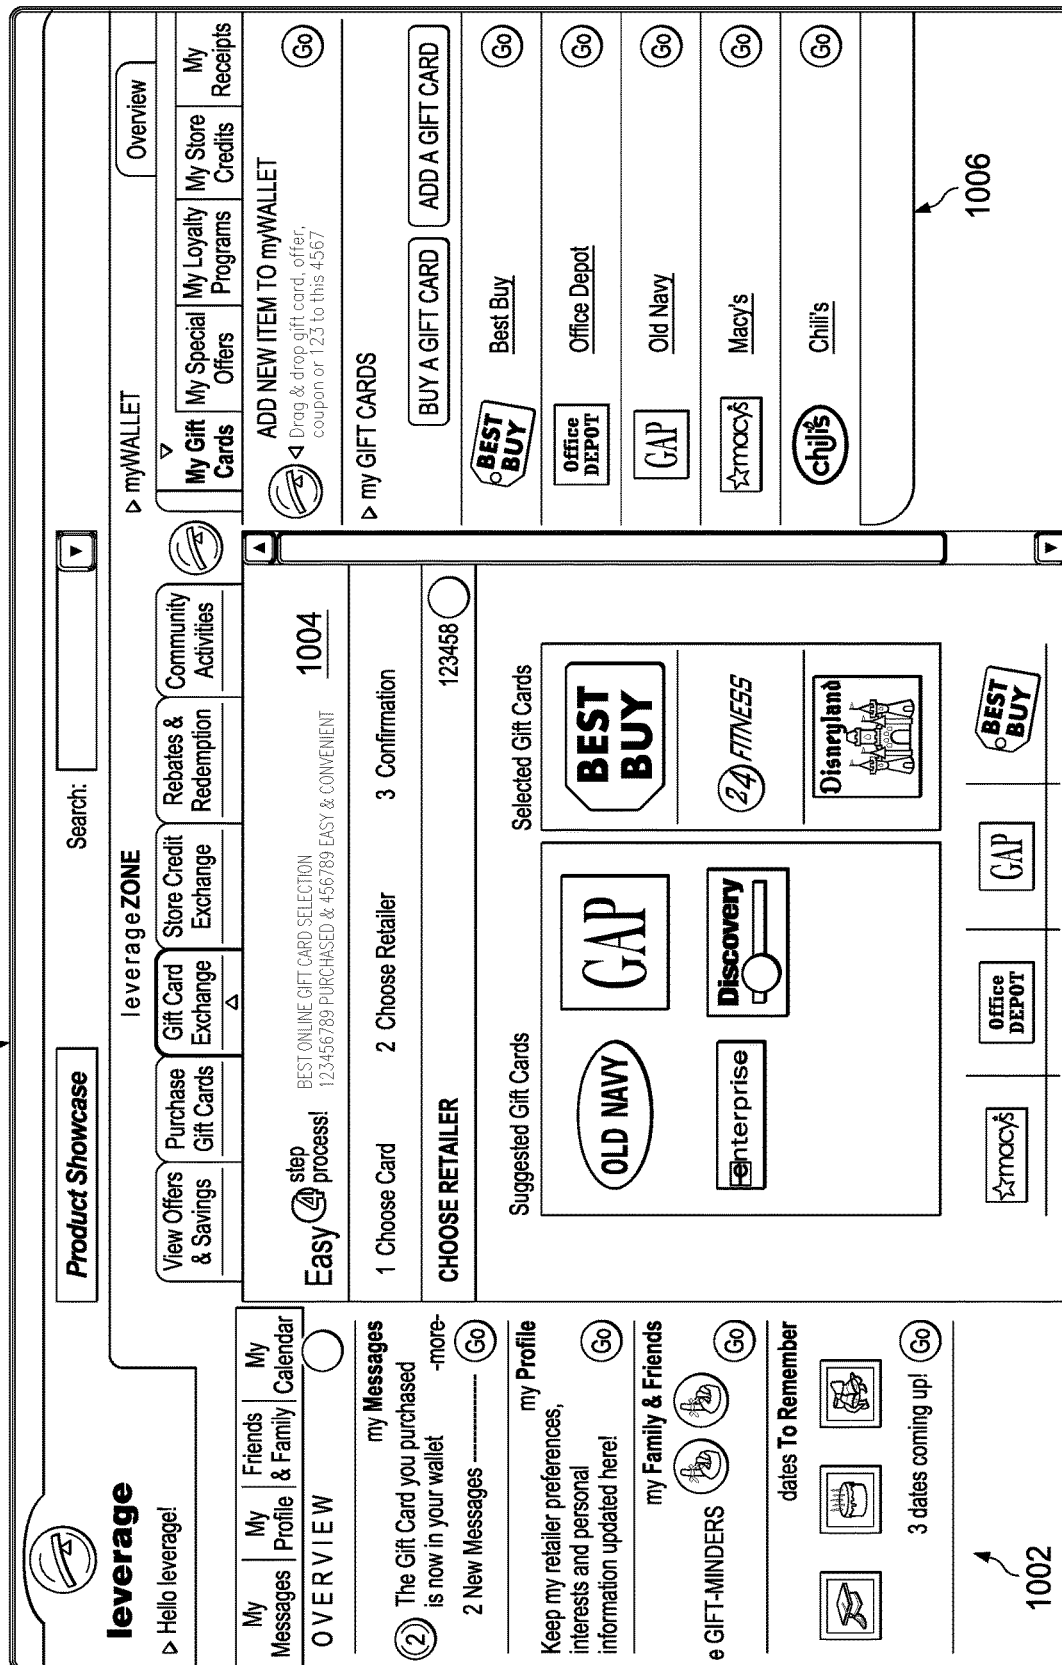 leverage
Product Showcase
Search:
▷ Hello leverage!
leverageZONE
▷ myWALLET
Overview
My
Messages
My
Profile
Friends
& Family
My
Calendar
OVERVIEW
my Messages
2
The Gift Card you purchased
is now in your wallet
-more-
2 New Messages -------------- Go
my Profile
Keep my retailer preferences,
interests and personal
information updated here!
Go
my Family & Friends
e GIFT-MINDERS
Go
dates To Remember
3 dates coming up!
Go
1002
View Offers
& Savings
Purchase
Gift Cards
Gift Card
Exchange
Store Credit
Exchange
Rebates &
Redemption
Community
Activities
Easy 4 step
process!
BEST ONLINE GIFT CARD SELECTION
123456789 PURCHASED & 456789 EASY & CONVENIENT
1004
1 Choose Card
2 Choose Retailer
3 Confirmation
CHOOSE RETAILER
123458
Suggested Gift Cards
OLD NAVY
GAP
enterprise
Discovery
Selected Gift Cards
BEST
BUY
24 FITNESS
Disneyland
macy's
Office
DEPOT
GAP
BEST
BUY
My Gift
Cards
My Special
Offers
My Loyalty
Programs
My Store
Credits
My
Receipts
ADD NEW ITEM TO myWALLET
Drag & drop gift card, offer,
coupon or 123 to this 4567
Go
▷ my GIFT CARDS
BUY A GIFT CARD
ADD A GIFT CARD
BEST
BUY
Best Buy
Go
Office
DEPOT
Office Depot
Go
GAP
Old Navy
Go
macy's
Macy's
Go
chili's
Chili's
Go
1006